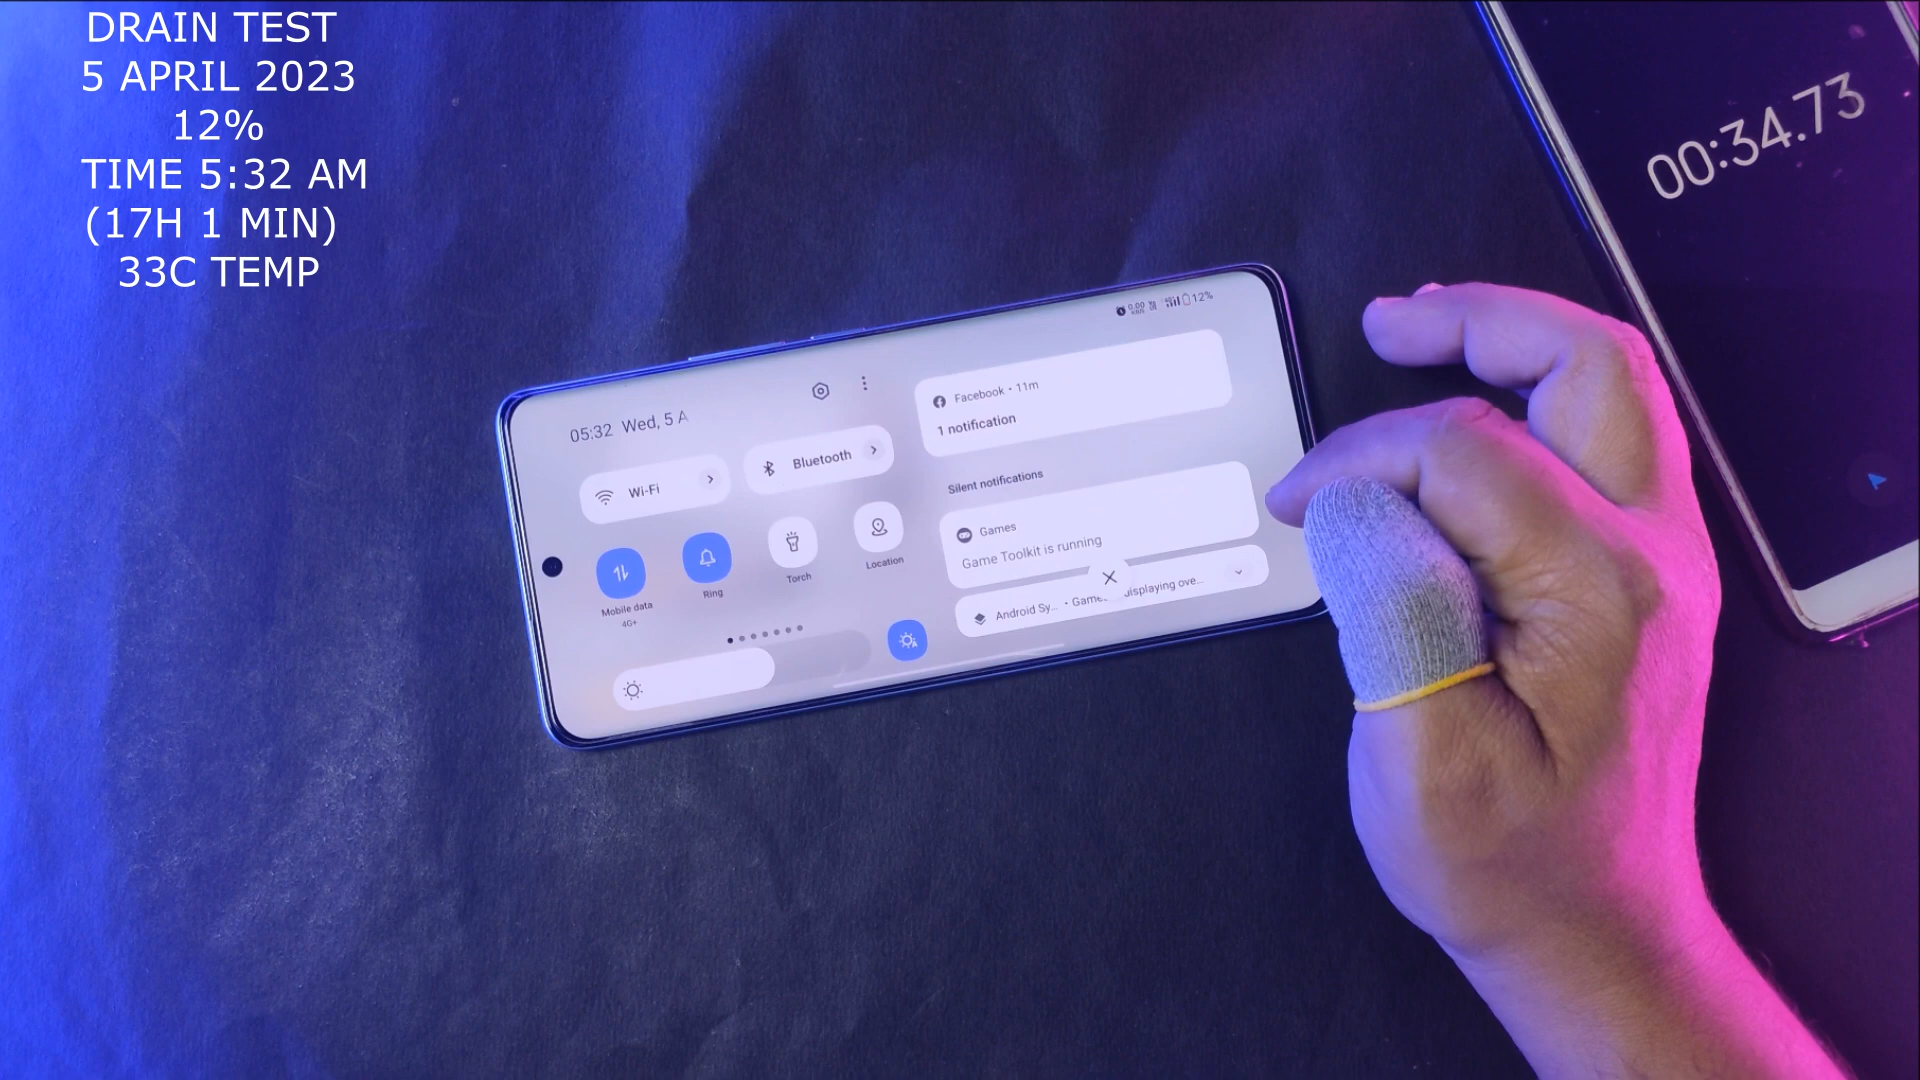 DRAIN TEST
5 APRIL 2023
12%
TIME 5:32 AM
(17H 1 MIN)
33C TEMP
00:34.73
12%
05:32 Wed, 5 A
Facebook • 11m
1 notification
Wi-Fi
Bluetooth
Silent notifications
Games
Game Toolkit is running
Mobile data
4G+
Ring
Torch
Location
Android Sy... • Game
displaying ove...